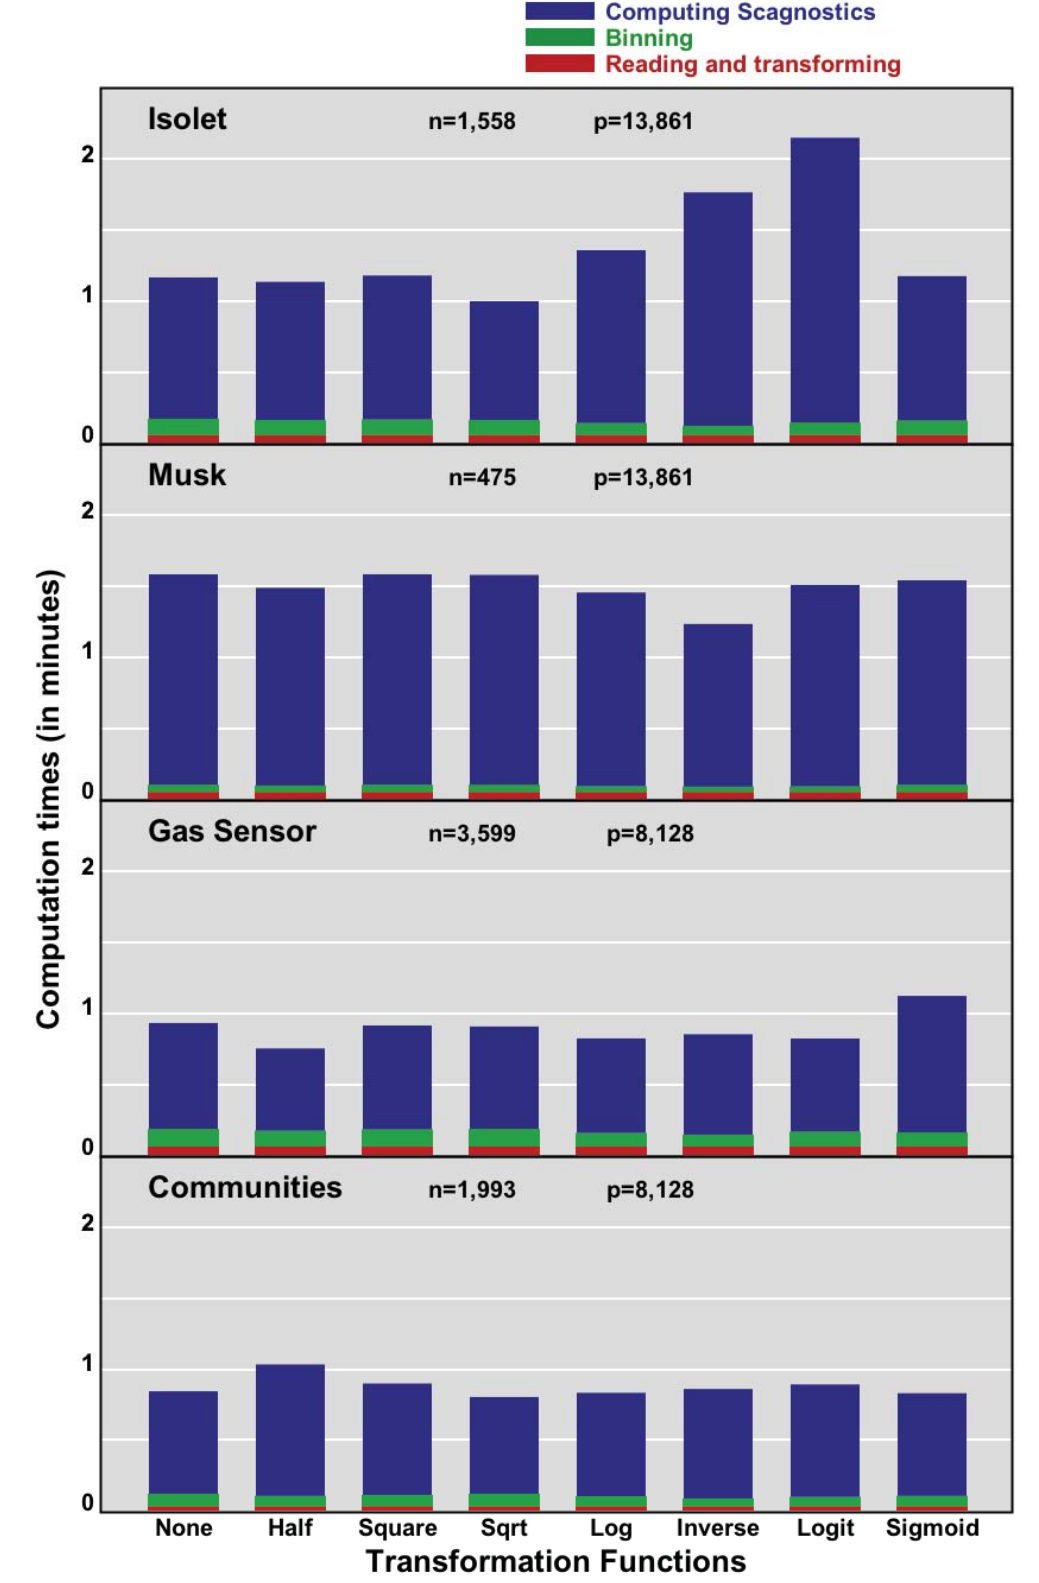 Computing Scagnostics
Binning
Reading and transforming
Isolet n=1,558 p=13,861
2
1
0
Musk n=475 p=13,861
2
1
0
Gas Sensor n=3,599 p=8,128
2
1
0
Communities n=1,993 p=8,128
2
1
0
Computation times (in minutes)
None Half Square Sqrt Log Inverse Logit Sigmoid
Transformation Functions